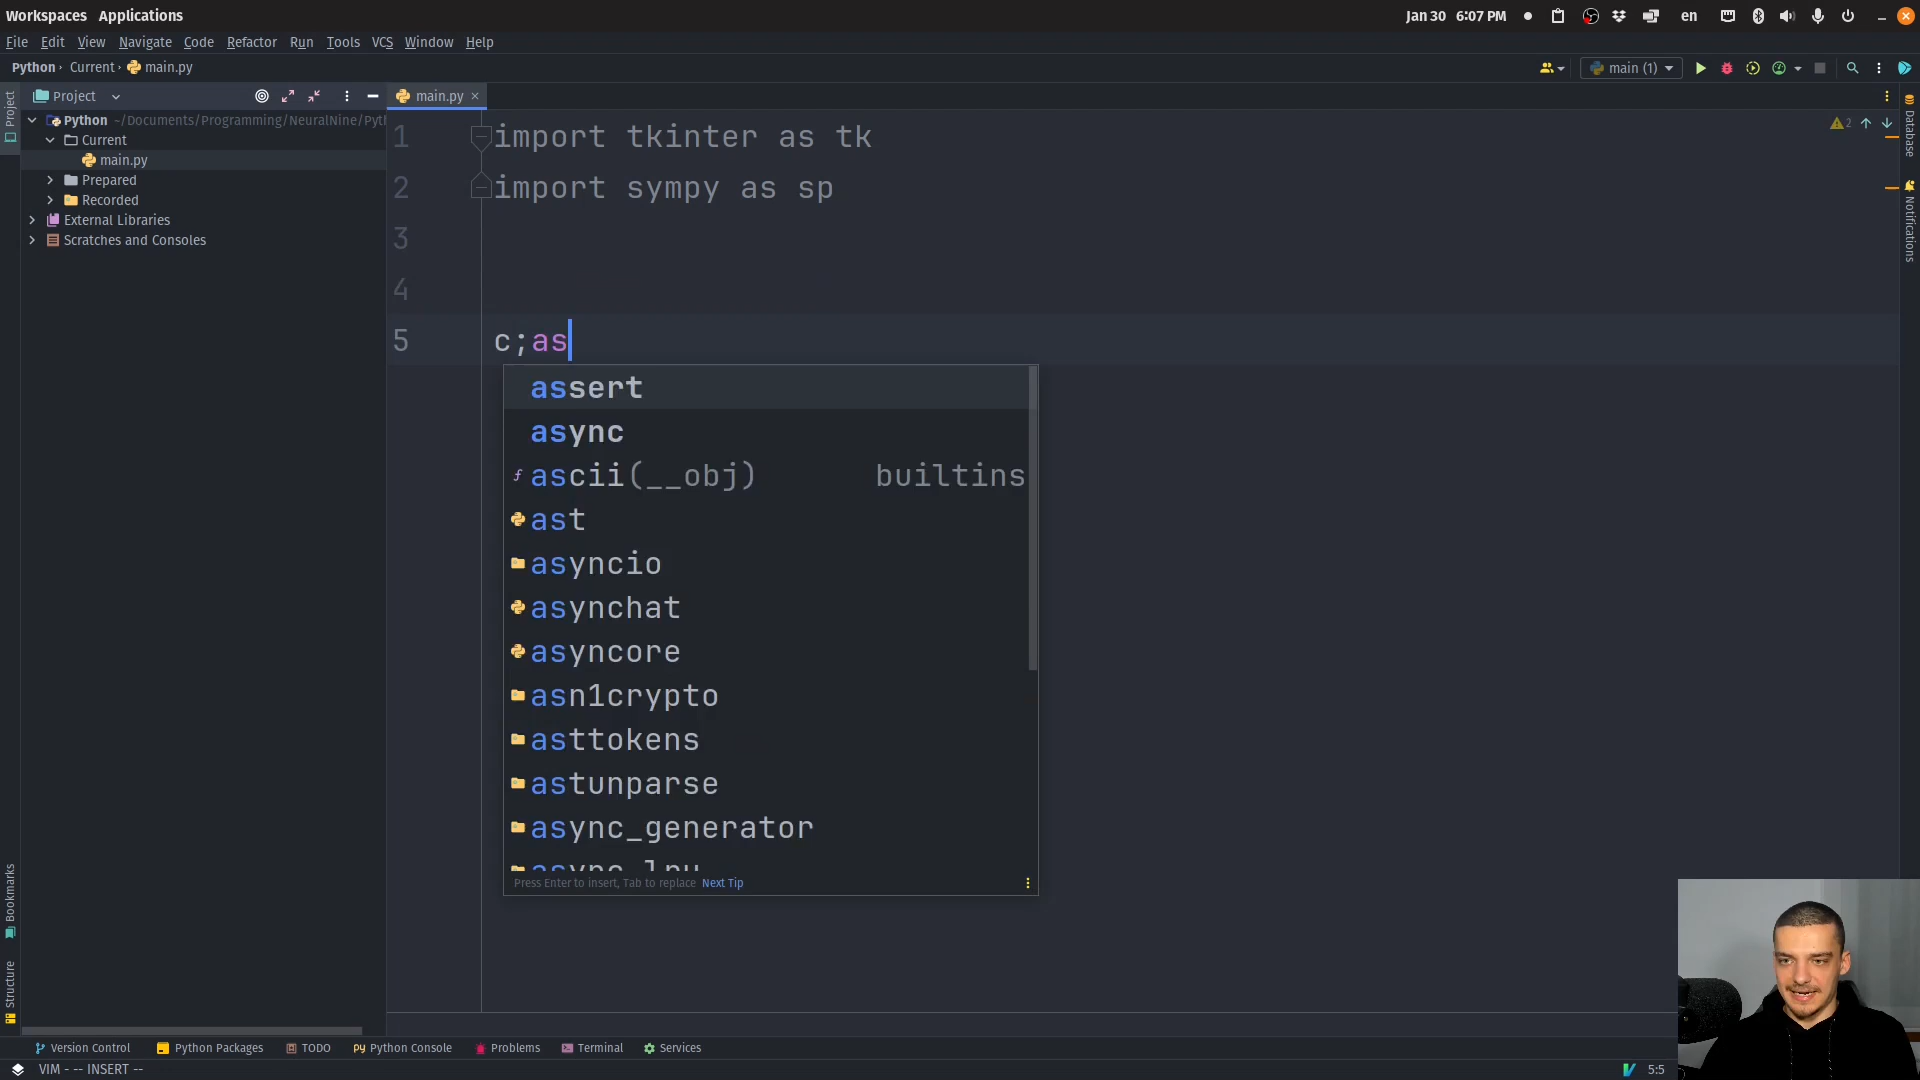 Workspaces Applications
Jan 30 6:07 PM
en
File Edit View Navigate Code Refactor Run Tools VCS Window Help
Python Current main.py
main (1)
Project
Project
main.py
2
Python ~/Documents/Programming/NeuralNine/Pyth
Current
main.py
Prepared
Recorded
External Libraries
Scratches and Consoles
1 import tkinter as tk
2 import sympy as sp
3
4
5 c;as
assert
async
f ascii(__obj) builtins
ast
asyncio
asynchat
asyncore
asn1crypto
asttokens
astunparse
async_generator
async_lru
Press Enter to insert, Tab to replace Next Tip
Database
Notifications
Bookmarks
Structure
Version Control Python Packages TODO Python Console Problems Terminal Services
VIM - -- INSERT --
5:5